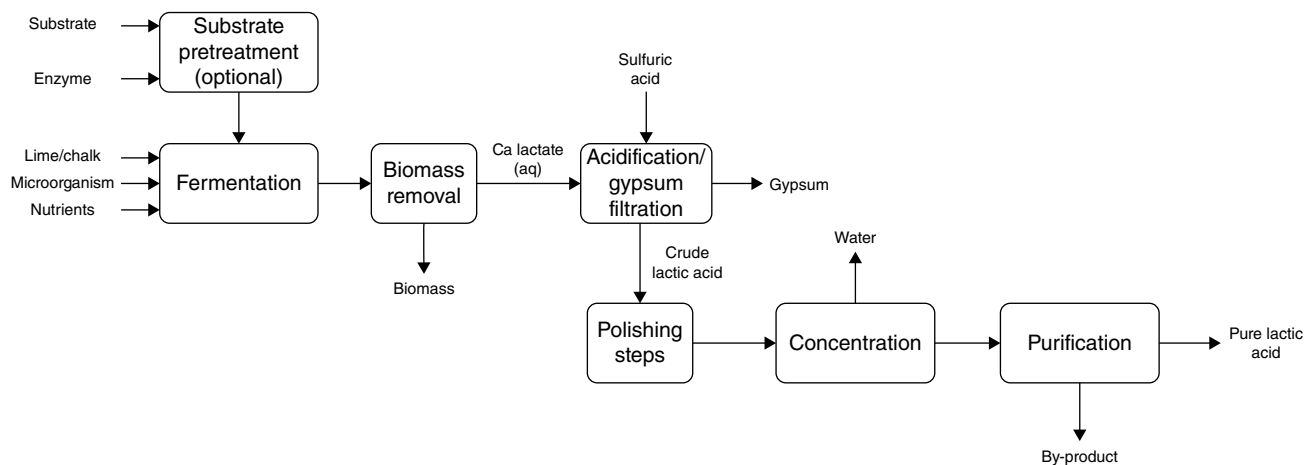 Substrate
Enzyme
Substrate
pretreatment
(optional)
Lime/chalk
Microorganism
Nutrients
Fermentation
Biomass
removal
Biomass
Ca lactate
(aq)
Sulfuric
acid
Acidification/
gypsum
filtration
Gypsum
Crude
lactic acid
Polishing
steps
Water
Concentration
Purification
By-product
Pure lactic
acid